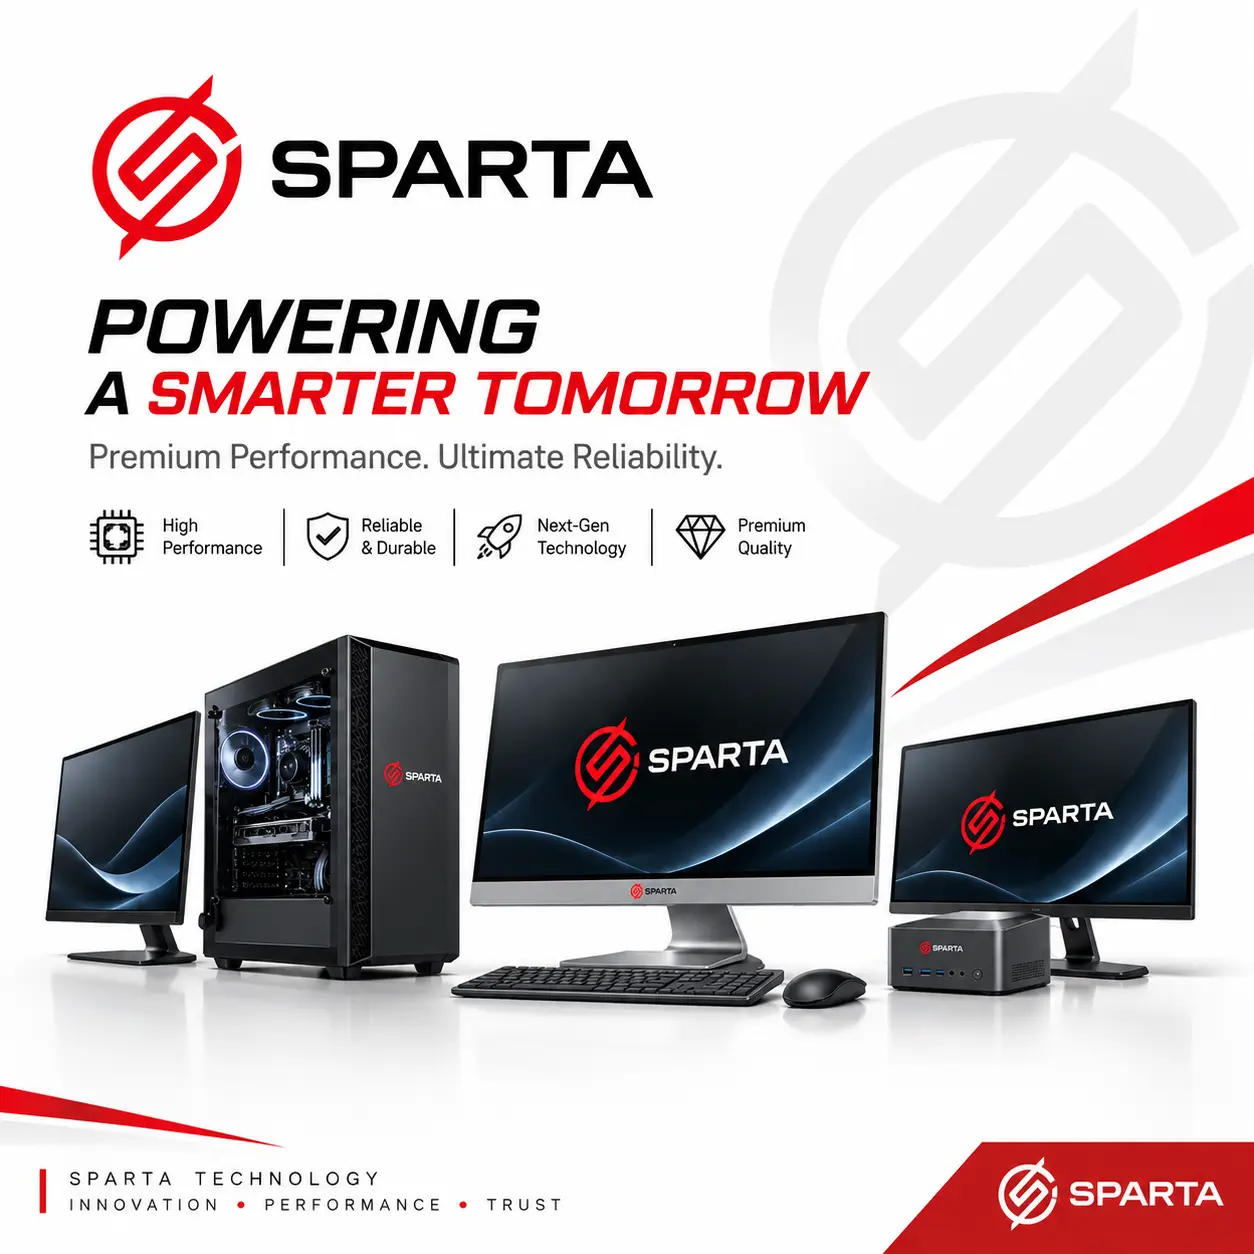 SPARTA
POWERING
A SMARTER TOMORROW
Premium Performance. Ultimate Reliability.
High
Performance
Reliable
& Durable
Next-Gen
Technology
Premium
Quality
SPARTA
SPARTA
SPARTA
SPARTA
SPARTA
SPARTA TECHNOLOGY
INNOVATION • PERFORMANCE • TRUST
SPARTA